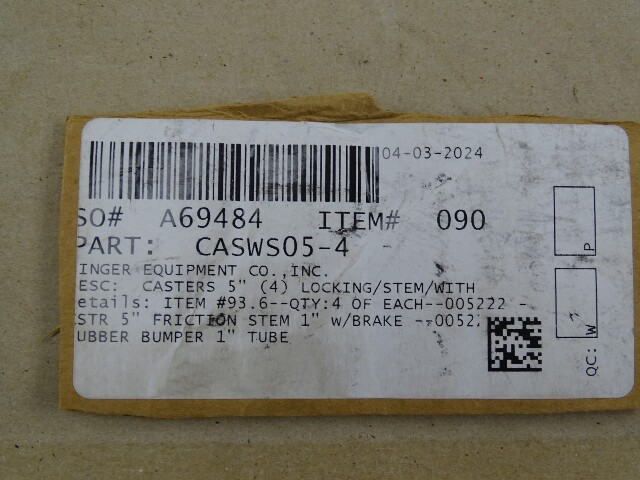 04-03-2024
SO# A69484 ITEM# 090
PART: CASWS05-4
INGER EQUIPMENT CO.,INC.
ESC: CASTERS 5" (4) LOCKING/STEM/WITH
etails: ITEM #93.6--QTY:4 OF EACH--005222 -
STR 5" FRICTION STEM 1" W/BRAKE --0052
UBBER BUMPER 1" TUBE
P
QC: W